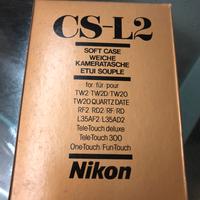 CS-L2
SOFT CASE
WEICHE
KAMERATASCHE
ETUI SOUPLE
for für pour
TW2/TW2D/TW20
TW20 QUARTZ DATE
RF2/RD2/RF/RD
L35AF2/L35AD2
TeleTouch deluxe
TeleTouch 300
OneTouch/FunTouch
Nikon